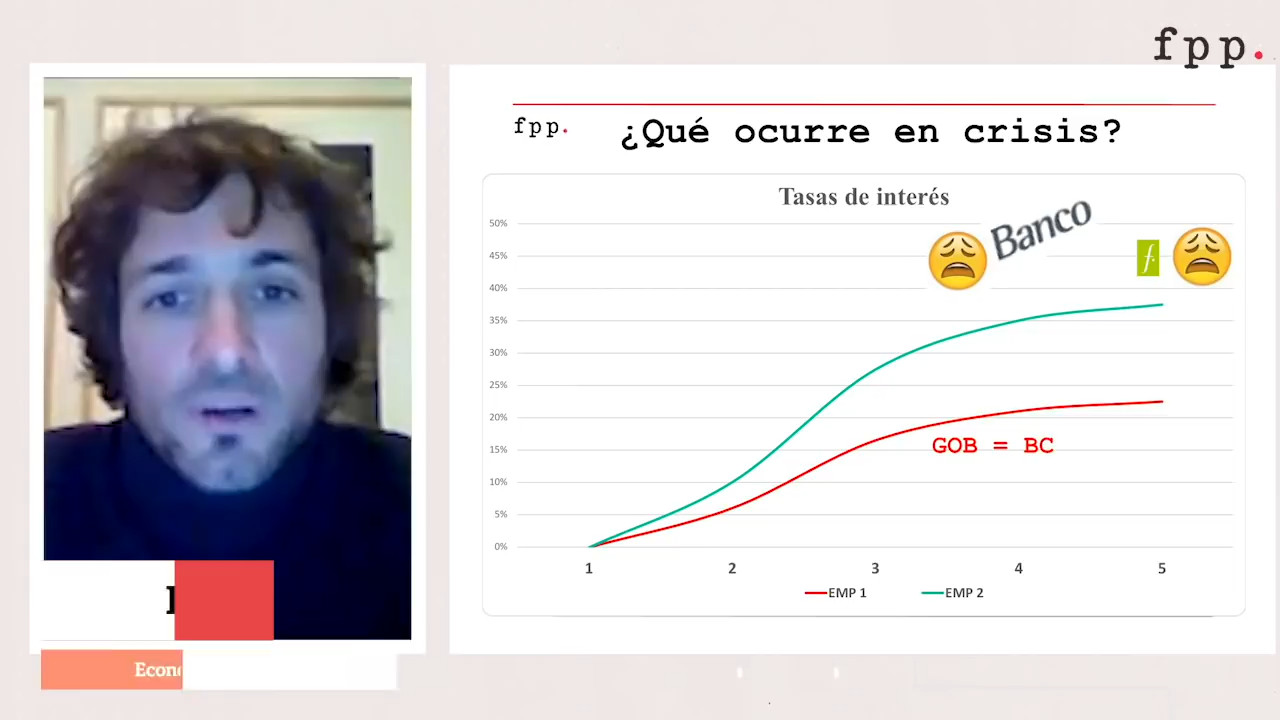 fpp.
fpp.
¿Qué ocurre en crisis?
Tasas de interés
Banco
f
50%
45%
40%
35%
30%
25%
20%
15%
10%
5%
0%
GOB = BC
1 2 3 4 5
EMP 1 EMP 2
Econ